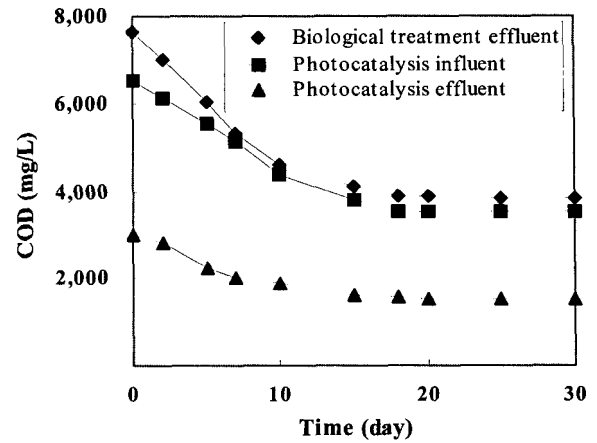 8,000
6,000
4,000
2,000
COD (mg/L)
Biological treatment effluent
Photocatalysis influent
Photocatalysis effluent
0 10 20 30
Time (day)